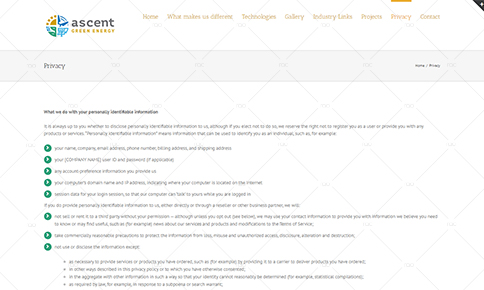 ascent
GREEN ENERGY
Home What makes us different Technologies Gallery Industry Links Projects Privacy Contact
Privacy
Home / Privacy
What we do with your personally identifiable information
It is always up to you whether to disclose personally identifiable information to us, although if you elect not to do so, we reserve the right not to register you as a user or provide you with any
products or services. "Personally identifiable information" means information that can be used to identify you as an individual, such as, for example:
your name, company, email address, phone number, billing address, and shipping address
your [COMPANY NAME] user ID and password (if applicable)
any account-preference information you provide us
your computer's domain name and IP address, indicating where your computer is located on the Internet
session data for your login session, so that our computer can 'talk' to yours while you are logged in
If you do provide personally identifiable information to us, either directly or through a reseller or other business partner, we will:
not sell or rent it to a third party without your permission — although unless you opt out (see below), we may use your contact information to provide you with information we believe you need
to know or may find useful, such as (for example) news about our services and products and modifications to the Terms of Service;
take commercially reasonable precautions to protect the information from loss, misuse and unauthorized access, disclosure, alteration and destruction;
not use or disclose the information except:
as necessary to provide services or products you have ordered, such as (for example) by providing it to a carrier to deliver products you have ordered;
in other ways described in this privacy policy or to which you have otherwise consented;
in the aggregate with other information in such a way so that your identity cannot reasonably be determined (for example, statistical compilations);
as required by law, for example, in response to a subpoena or search warrant;